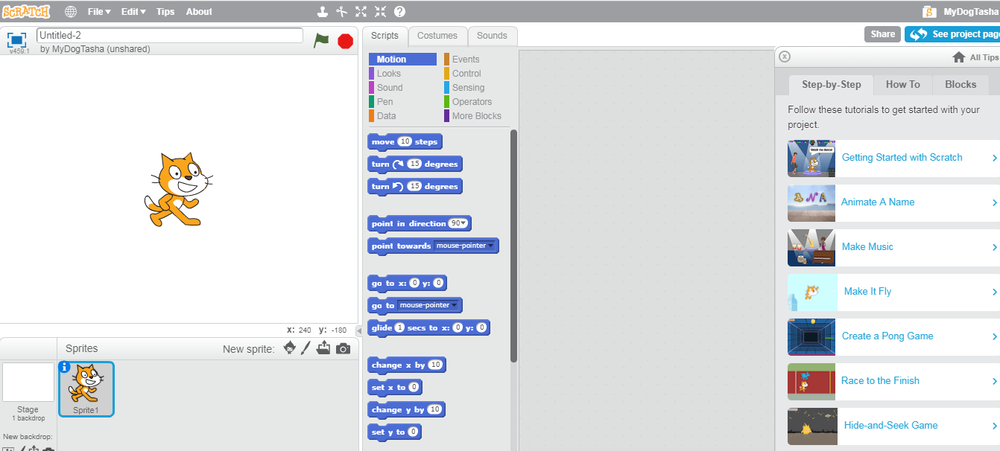 SCRATCH File▾ Edit▾ Tips About MyDogTasha
Untitled-2
v459.1 by MyDogTasha (unshared)
Scripts Costumes Sounds
Share See project page
Motion Events
Looks Control
Sound Sensing
Pen Operators
Data More Blocks
move 10 steps
turn 15 degrees
turn 15 degrees
point in direction 90▾
point towards mouse-pointer
go to x: 0 y: 0
go to mouse-pointer
glide 1 secs to x: 0 y: 0
change x by 10
set x to 0
change y by 10
set y to 0
X: 240 y: -180
Sprites New sprite:
Stage
1 backdrop
New backdrop:
Sprite1
All Tips
Step-by-Step How To Blocks
Follow these tutorials to get started with your
project.
Getting Started with Scratch
Animate A Name
Make Music
Make It Fly
Create a Pong Game
Race to the Finish
Hide-and-Seek Game